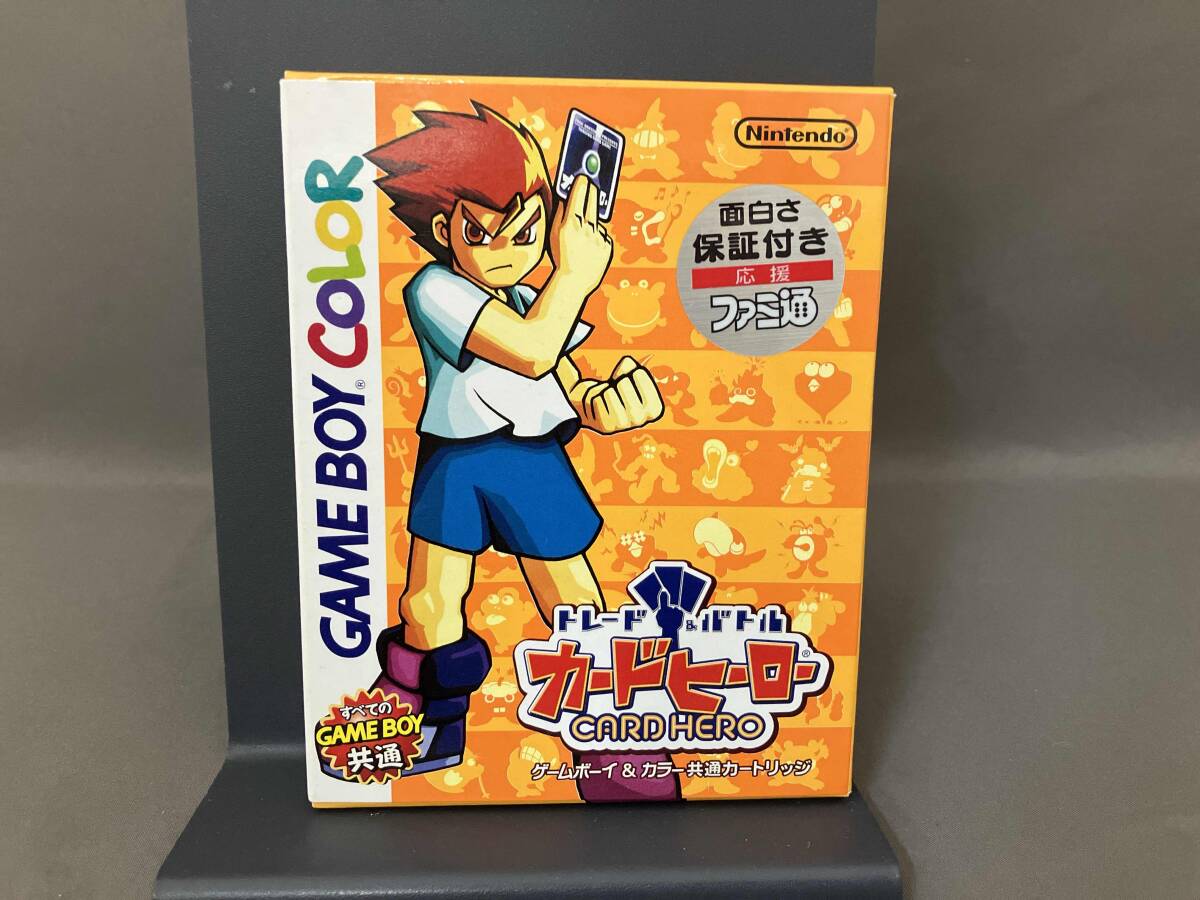 GAME BOY COLOR
Nintendo®
面白さ
保証付き
応援
ファミ通
トレード&バトル
カードヒーロー®
CARD HERO
すべての
GAME BOY
共通
ゲームボーイ & カラー共通カートリッジ